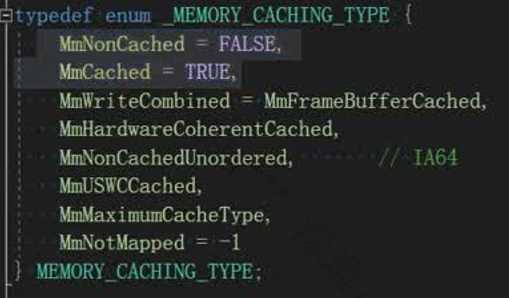 typedef enum _MEMORY_CACHING_TYPE {
MmNonCached = FALSE,
MmCached = TRUE,
MmWriteCombined = MmFrameBufferCached,
MmHardwareCoherentCached,
MmNonCachedUnordered, // IA64
MmUSWCCached,
MmMaximumCacheType,
MmNotMapped = -1
} MEMORY_CACHING_TYPE;